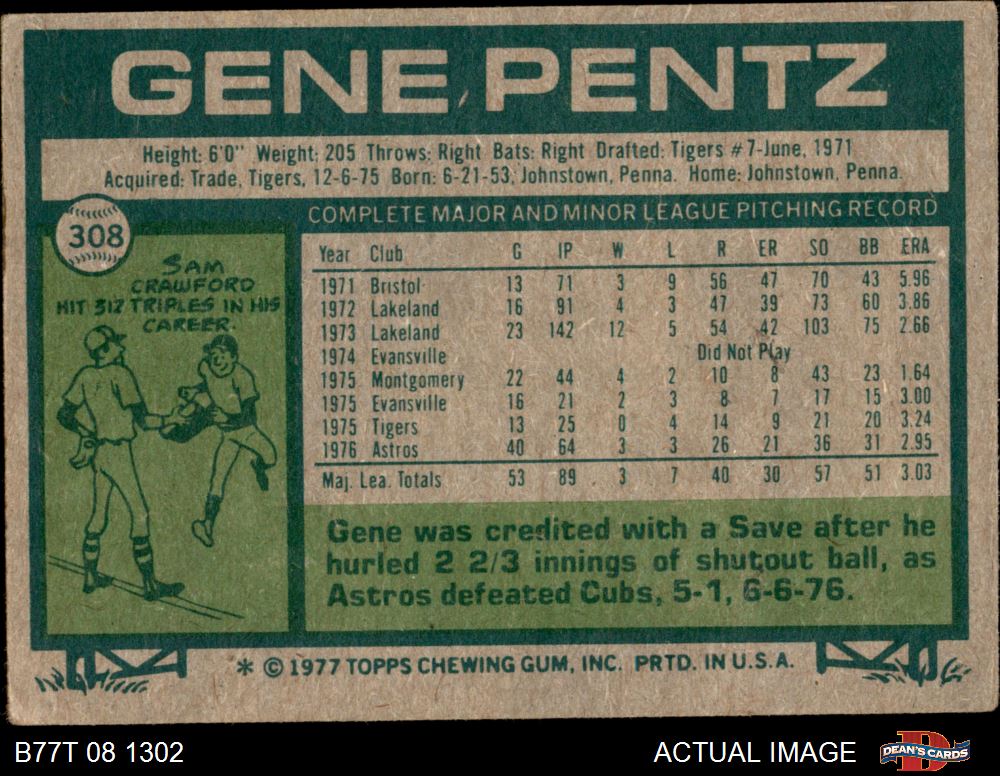 GENE PENTZ
Height: 6'0" Weight: 205 Throws: Right Bats: Right Drafted: Tigers #7-June, 1971
Acquired: Trade, Tigers, 12-6-75 Born: 6-21-53, Johnstown, Penna. Home: Johnstown, Penna.
308
SAM
CRAWFORD
HIT 312 TRIPLES IN HIS
CAREER.
COMPLETE MAJOR AND MINOR LEAGUE PITCHING RECORD
Year Club G IP W L R ER SO BB ERA
1971 Bristol 13 71 3 9 56 47 70 43 5.96
1972 Lakeland 16 91 4 3 47 39 73 60 3.86
1973 Lakeland 23 142 12 5 54 42 103 75 2.66
1974 Evansville Did Not Play
1975 Montgomery 22 44 4 2 10 8 43 23 1.64
1975 Evansville 16 21 2 3 8 7 17 15 3.00
1975 Tigers 13 25 0 4 14 9 21 20 3.24
1976 Astros 40 64 3 3 26 21 36 31 2.95
Maj. Lea. Totals 53 89 3 7 40 30 57 51 3.03
Gene was credited with a Save after he
hurled 2 2/3 innings of shutout ball, as
Astros defeated Cubs, 5-1, 6-6-76.
* © 1977 TOPPS CHEWING GUM, INC. PRTD. IN U.S.A.
B77T 08 1302 ACTUAL IMAGE DEAN'S CARDS